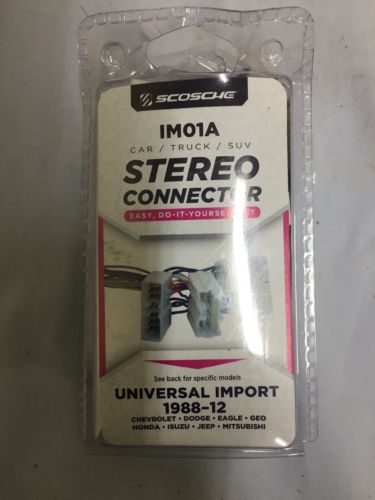 SCOSCHE
IM01A
CAR / TRUCK / SUV
STEREO
CONNECTOR
EASY, DO-IT-YOURSELF KIT
See back for specific models
UNIVERSAL IMPORT
1988-12
CHEVROLET • DODGE • EAGLE • GEO
HONDA • ISUZU • JEEP • MITSUBISHI